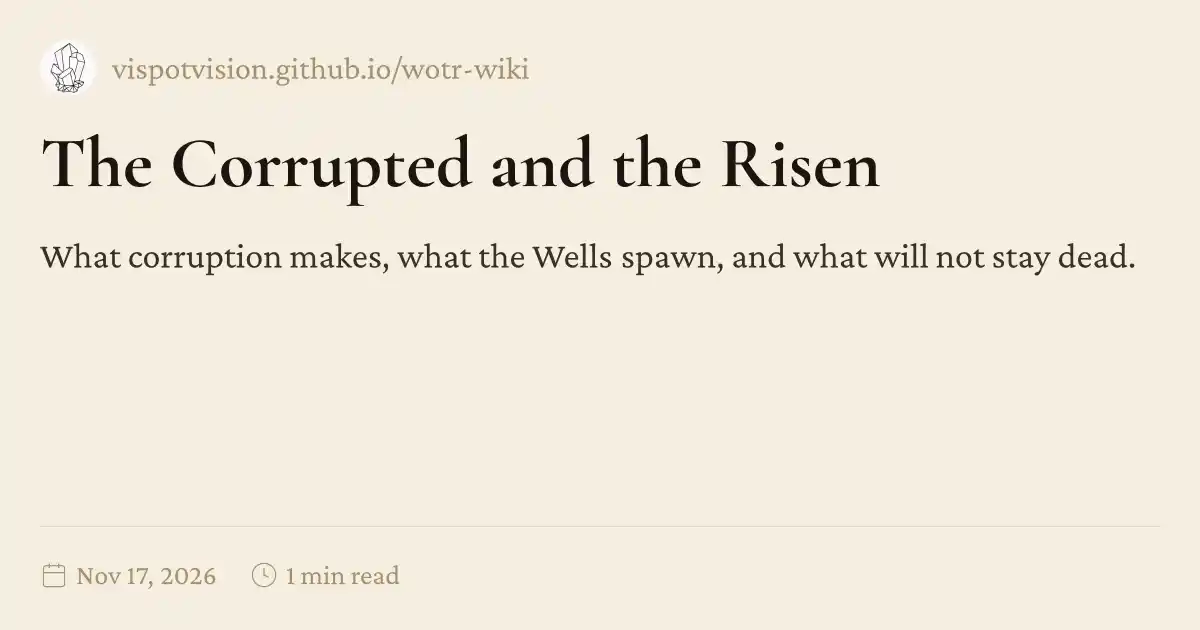 vispotvision.github.io/wotr-wiki
The Corrupted and the Risen
What corruption makes, what the Wells spawn, and what will not stay dead.
Nov 17, 2026
1 min read